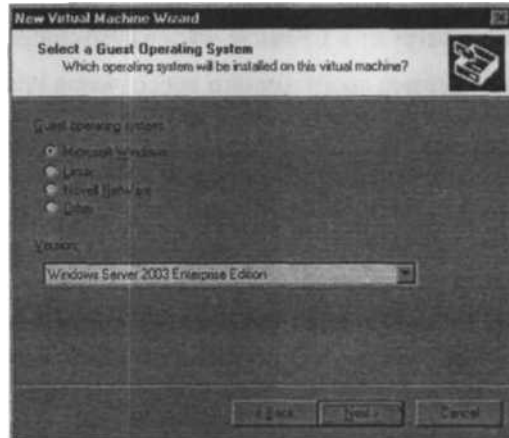 New Virtual Machine Wizard
Select a Guest Operating System
Which operating system will be installed on this virtual machine?
Guest operating system
Microsoft Windows
Linux
Novell Netware
Other
Version:
Windows Server 2003 Enterprise Edition
< Back
Next >
Cancel